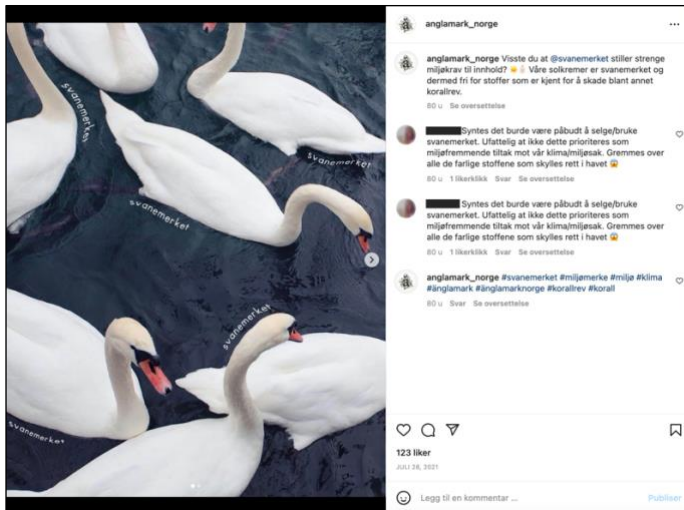 svanemerket
svanemerket
svanemerket
svanemerket
svanemerket
anglamark_norge
anglamark_norge Visste du at @svanemerket stiller strenge
miljøkrav til innhold? Våre solkremer er svanemerket og
dermed fri for stoffer som er kjent for å skade blant annet
korallrev.
80 u Se oversettelse
Syntes det burde være påbudt å selge/bruke
svanemerket. Ufattelig at ikke dette prioriteres som
miljøfremmende tiltak mot vår klima/miljøsak. Gremmes over
alle de farlige stoffene som skylles rett i havet 😱
80 u 1 likerklikk Svar Se oversettelse
Syntes det burde være påbudt å selge/bruke
svanemerket. Ufattelig at ikke dette prioriteres som
miljøfremmende tiltak mot vår klima/miljøsak. Gremmes over
alle de farlige stoffene som skylles rett i havet 😱
80 u 1 likerklikk Svar Se oversettelse
anglamark_norge #svanemerket #miljømerke #miljø #klima
#änglamark #änglamarknorge #korallrev #korall
80 u Svar Se oversettelse
123 liker
JULI 26, 2021
Legg til en kommentar ...
Publiser